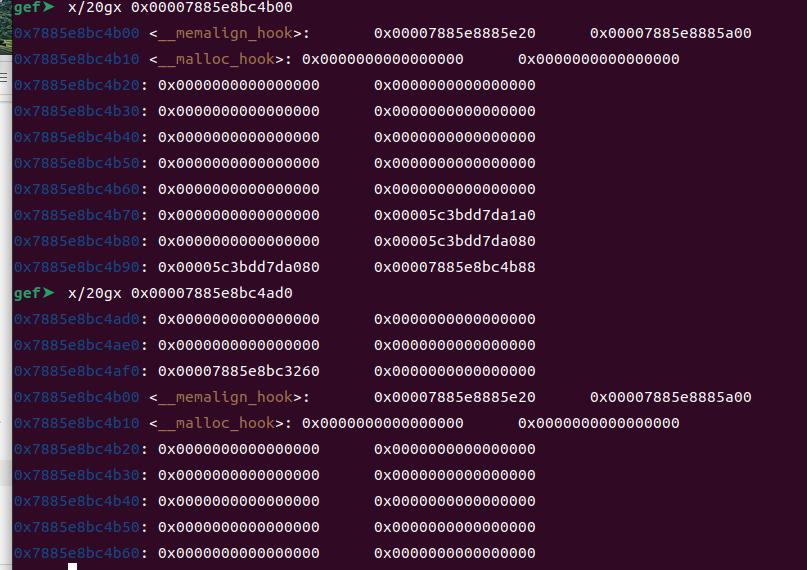 gef➤  x/20gx 0x00007885e8bc4b00
0x7885e8bc4b00 <__memalign_hook>:       0x00007885e8885e20      0x00007885e8885a00
0x7885e8bc4b10 <__malloc_hook>: 0x0000000000000000      0x0000000000000000
0x7885e8bc4b20: 0x0000000000000000      0x0000000000000000
0x7885e8bc4b30: 0x0000000000000000      0x0000000000000000
0x7885e8bc4b40: 0x0000000000000000      0x0000000000000000
0x7885e8bc4b50: 0x0000000000000000      0x0000000000000000
0x7885e8bc4b60: 0x0000000000000000      0x0000000000000000
0x7885e8bc4b70: 0x0000000000000000      0x00005c3bdd7da1a0
0x7885e8bc4b80: 0x0000000000000000      0x00005c3bdd7da080
0x7885e8bc4b90: 0x00005c3bdd7da080      0x00007885e8bc4b88
gef➤  x/20gx 0x00007885e8bc4ad0
0x7885e8bc4ad0: 0x0000000000000000      0x0000000000000000
0x7885e8bc4ae0: 0x0000000000000000      0x0000000000000000
0x7885e8bc4af0: 0x00007885e8bc3260      0x0000000000000000
0x7885e8bc4b00 <__memalign_hook>:       0x00007885e8885e20      0x00007885e8885a00
0x7885e8bc4b10 <__malloc_hook>: 0x0000000000000000      0x0000000000000000
0x7885e8bc4b20: 0x0000000000000000      0x0000000000000000
0x7885e8bc4b30: 0x0000000000000000      0x0000000000000000
0x7885e8bc4b40: 0x0000000000000000      0x0000000000000000
0x7885e8bc4b50: 0x0000000000000000      0x0000000000000000
0x7885e8bc4b60: 0x0000000000000000      0x0000000000000000